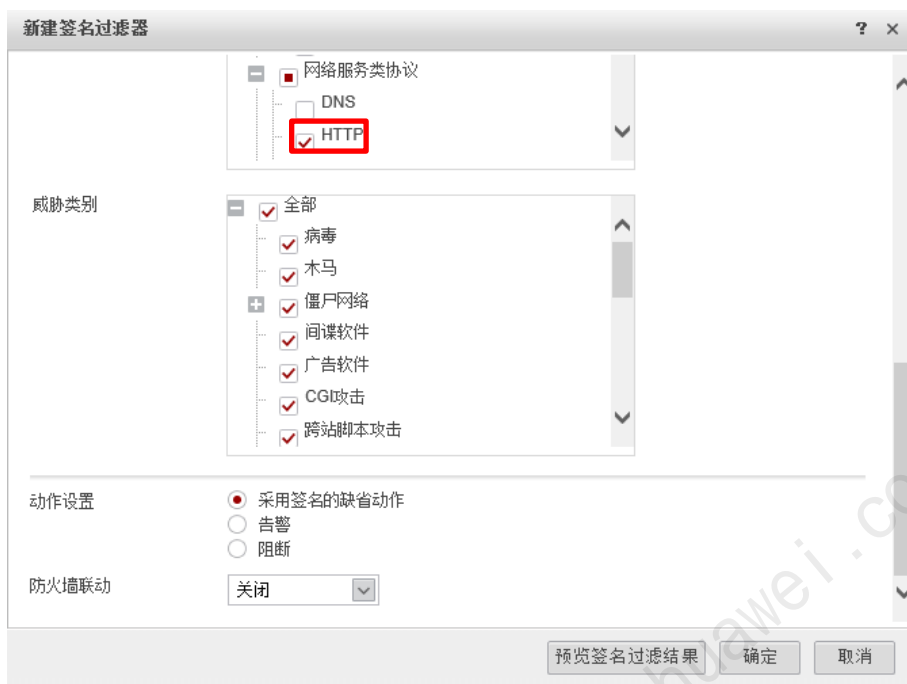 新建签名过滤器 ? ×
网络服务类协议
DNS
HTTP
威胁类别
全部
病毒
木马
僵尸网络
间谍软件
广告软件
CGI攻击
跨站脚本攻击
动作设置
采用签名的缺省动作
告警
阻断
防火墙联动
关闭
预览签名过滤结果 确定 取消
huawei.co